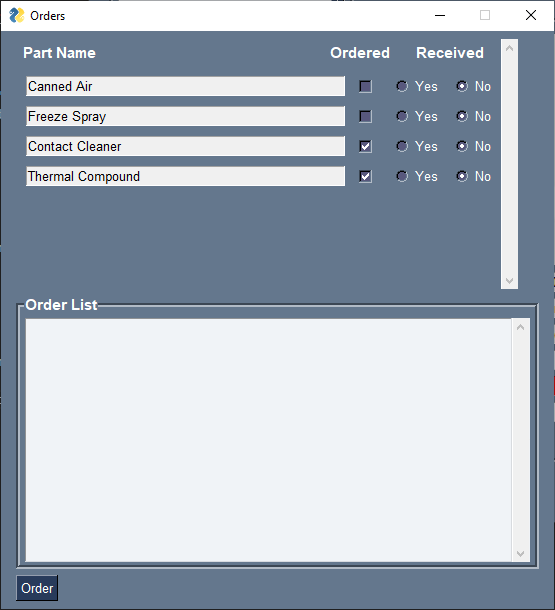 Orders
Part Name Ordered Received
Canned Air Yes No
Freeze Spray Yes No
Contact Cleaner Yes No
Thermal Compound Yes No
Order List
Order